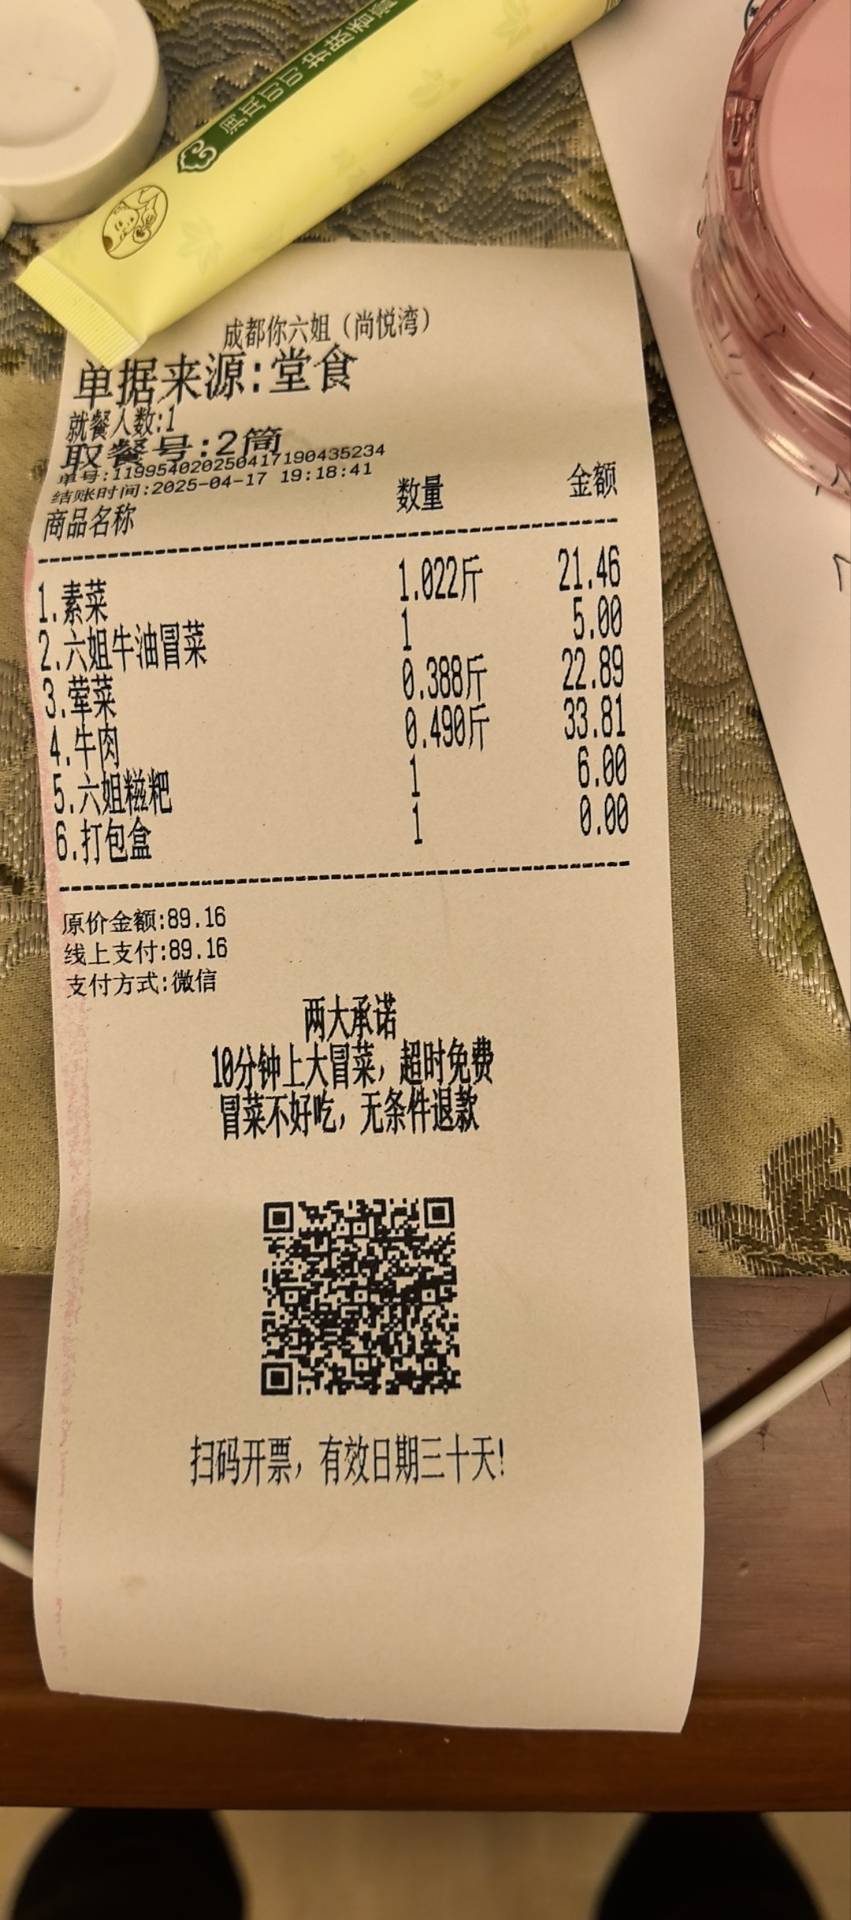 成都你六姐（尚悦湾）
单据来源:堂食
就餐人数:1
取餐号:2筒
单号:119954020250417190435234
结账时间:2025-04-17 19:18:41
商品名称 数量 金额
1.素菜 1.022斤 21.46
2.六姐牛油冒菜 1 5.00
3.荤菜 0.388斤 22.89
4.牛肉 0.490斤 33.81
5.六姐糍粑 1 6.00
6.打包盒 1 0.00
原价金额:89.16
线上支付:89.16
支付方式:微信
两大承诺
10分钟上大冒菜，超时免费
冒菜不好吃，无条件退款
扫码开票，有效日期三十天!